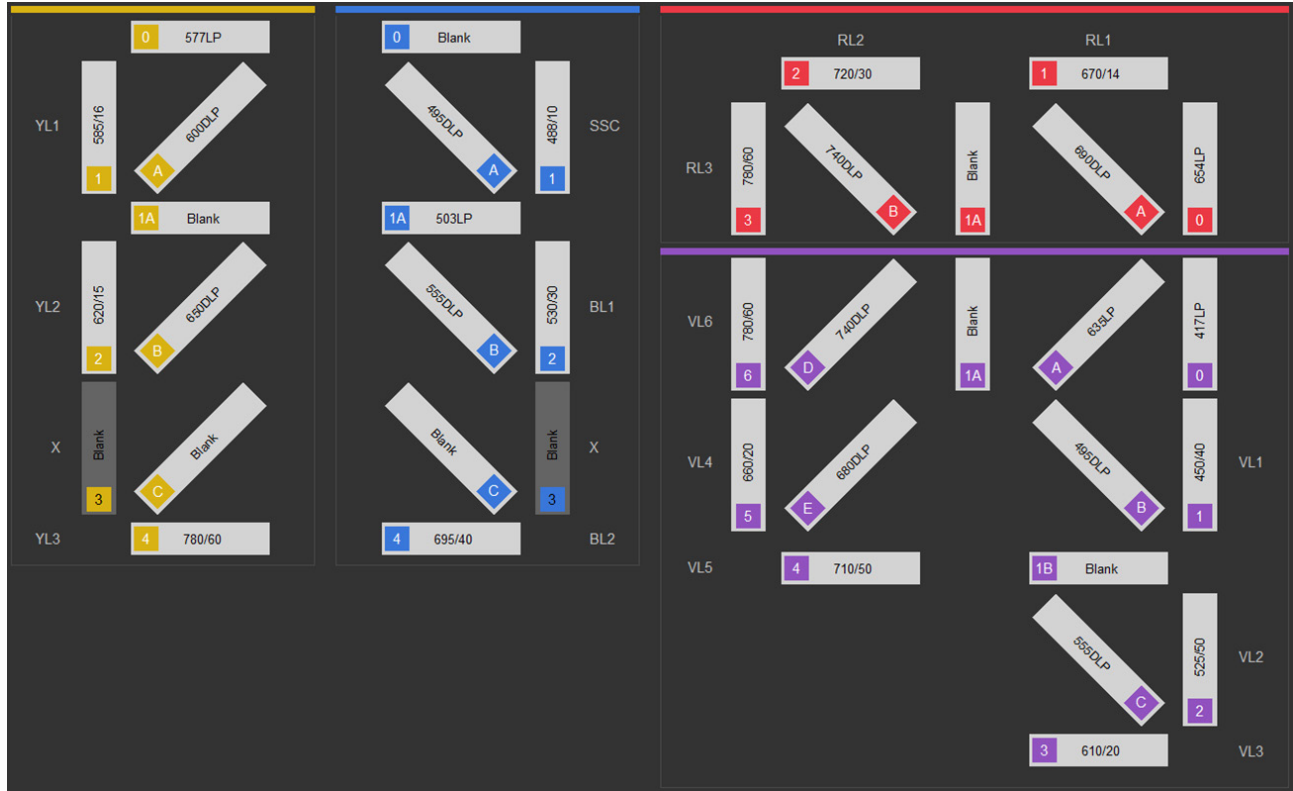 0 577LP
YL1
585/16
1
600DLP
A
1A Blank
YL2
620/15
2
650DLP
B
X
Blank
3
Blank
C
YL3
4 780/60
0 Blank
495DLP
A
488/10
1
SSC
1A 503LP
555DLP
B
530/30
2
BL1
Blank
C
Blank
3
X
4 695/40
BL2
RL2
2 720/30
RL1
1 670/14
RL3
780/60
3
740DLP
B
Blank
1A
690DLP
A
654LP
0
VL6
780/60
6
740DLP
D
Blank
1A
635LP
A
417LP
0
VL4
660/20
5
680DLP
E
495DLP
B
450/40
1
VL1
VL5
4 710/50
1B Blank
555DLP
C
525/50
2
VL2
3 610/20
VL3